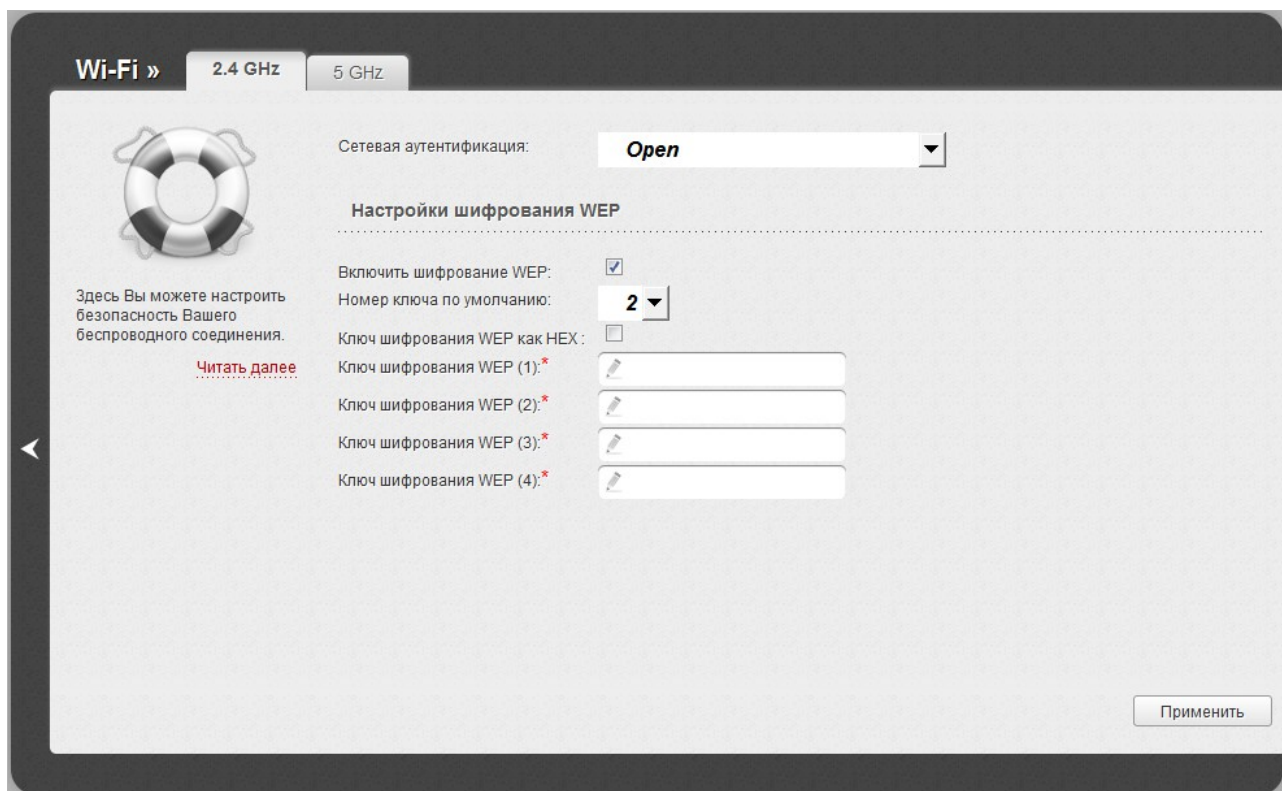 Wi-Fi » 2.4 GHz 5 GHz
Сетевая аутентификация: Open
Настройки шифрования WEP
Здесь Вы можете настроить
безопасность Вашего
беспроводного соединения.
Читать далее
Включить шифрование WEP:
Номер ключа по умолчанию: 2
Ключ шифрования WEP как HEX :
Ключ шифрования WEP (1):*
Ключ шифрования WEP (2):*
Ключ шифрования WEP (3):*
Ключ шифрования WEP (4):*
Применить